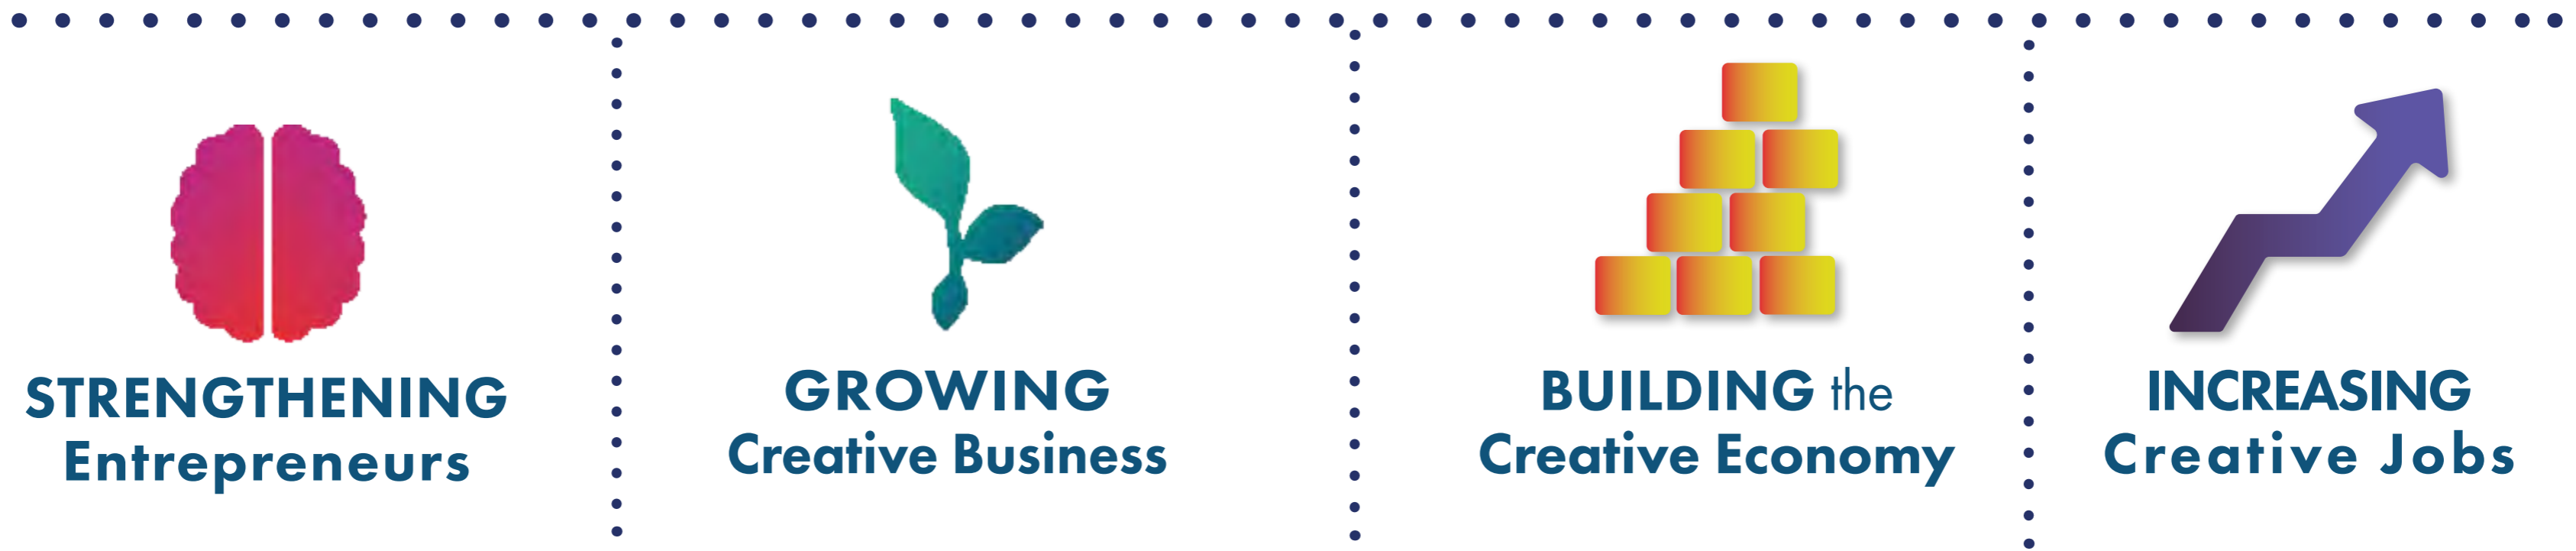 STRENGTHENING
Entrepreneurs
GROWING
Creative Business
BUILDING the
Creative Economy
INCREASING
Creative Jobs